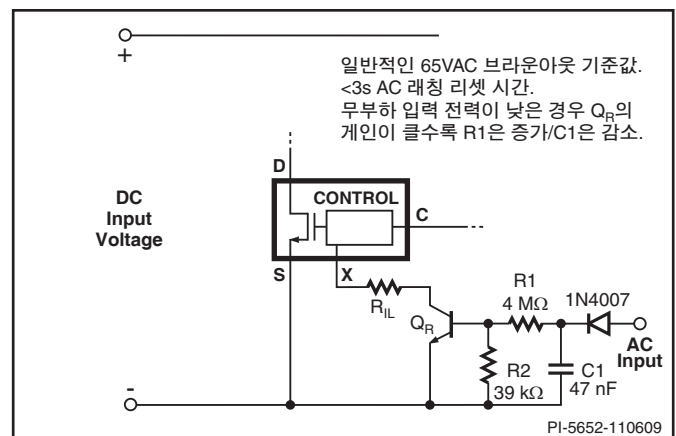 +
일반적인 65VAC 브라운아웃 기준값.
<3s AC 래칭 리셋 시간.
무부하 입력 전력이 낮은 경우 QR의
게인이 클수록 R1은 증가/C1은 감소.
D
CONTROL
C
DC
Input
Voltage
S
X
RIL
QR
R1
4 MΩ
1N4007
AC
Input
R2
39 kΩ
C1
47 nF
-
PI-5652-110609